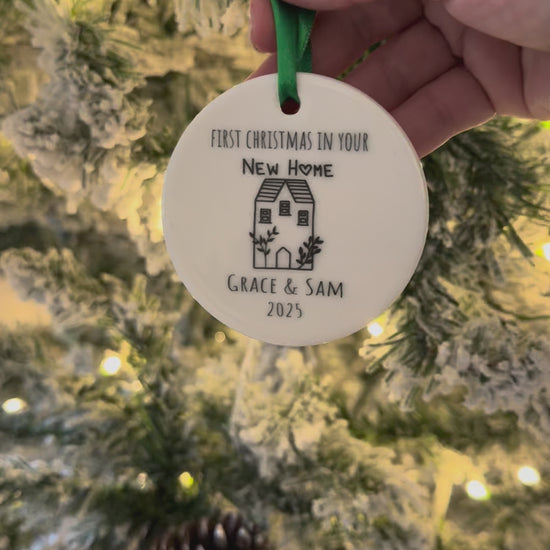 FIRST CHRISTMAS IN YOUR
NEW HOME
GRACE & SAM
2025